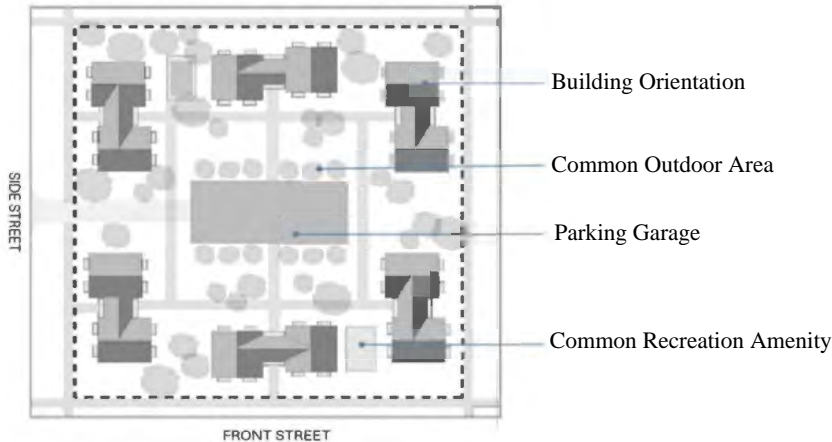 Building Orientation
Common Outdoor Area
SIDE STREET
Parking Garage
Common Recreation Amenity
FRONT STREET